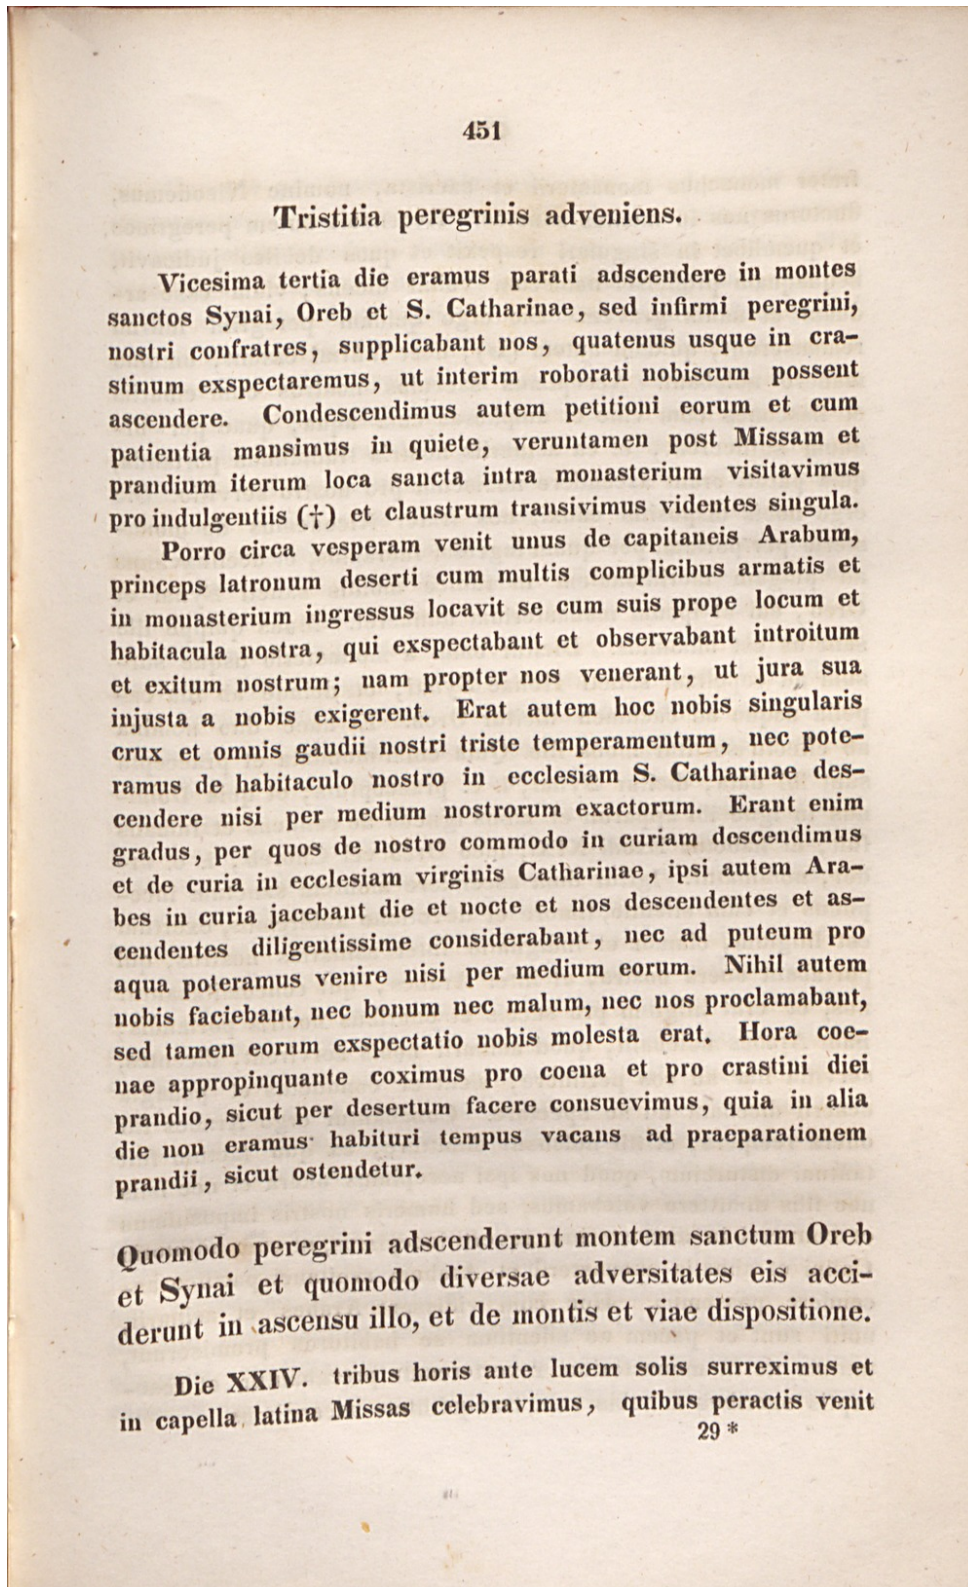 451
Tristitia peregrinis adveniens.
Vicesima tertia die eramus parati adscendere in montes
sanctos Synai, Oreb et S. Catharinae, sed infirmi peregrini,
nostri confratres, supplicabant nos, quatenus usque in cra-
stinum exspectaremus, ut interim roborati nobiscum possent
ascendere. Condescendimus autem petitioni eorum et cum
patientia mansimus in quiete, veruntamen post Missam et
prandium iterum loca sancta intra monasterium visitavimus
pro indulgentiis (†) et claustrum transivimus videntes singula.
Porro circa vesperam venit unus de capitaneis Arabum,
princeps latronum deserti cum multis complicibus armatis et
in monasterium ingressus locavit se cum suis prope locum et
habitacula nostra, qui exspectabant et observabant introitum
et exitum nostrum; nam propter nos venerant, ut jura sua
injusta a nobis exigerent. Erat autem hoc nobis singularis
crux et omnis gaudii nostri triste temperamentum, nec pote-
ramus de habitaculo nostro in ecclesiam S. Catharinae des-
cendere nisi per medium nostrorum exactorum. Erant enim
gradus, per quos de nostro commodo in curiam descendimus
et de curia in ecclesiam virginis Catharinae, ipsi autem Ara-
bes in curia jacebant die et nocte et nos descendentes et as-
cendentes diligentissime considerabant, nec ad puteum pro
aqua poteramus venire nisi per medium eorum. Nihil autem
nobis faciebant, nec bonum nec malum, nec nos proclamabant,
sed tamen eorum exspectatio nobis molesta erat. Hora coe-
nae appropinquante coximus pro coena et pro crastini diei
prandio, sicut per desertum facere consuevimus, quia in alia
die non eramus habituri tempus vacans ad praeparationem
prandii, sicut ostendetur.
Quomodo peregrini adscenderunt montem sanctum Oreb
et Synai et quomodo diversae adversitates eis acci-
derunt in ascensu illo, et de montis et viae dispositione.
Die XXIV. tribus horis ante lucem solis surreximus et
in capella latina Missas celebravimus, quibus peractis venit
29 *